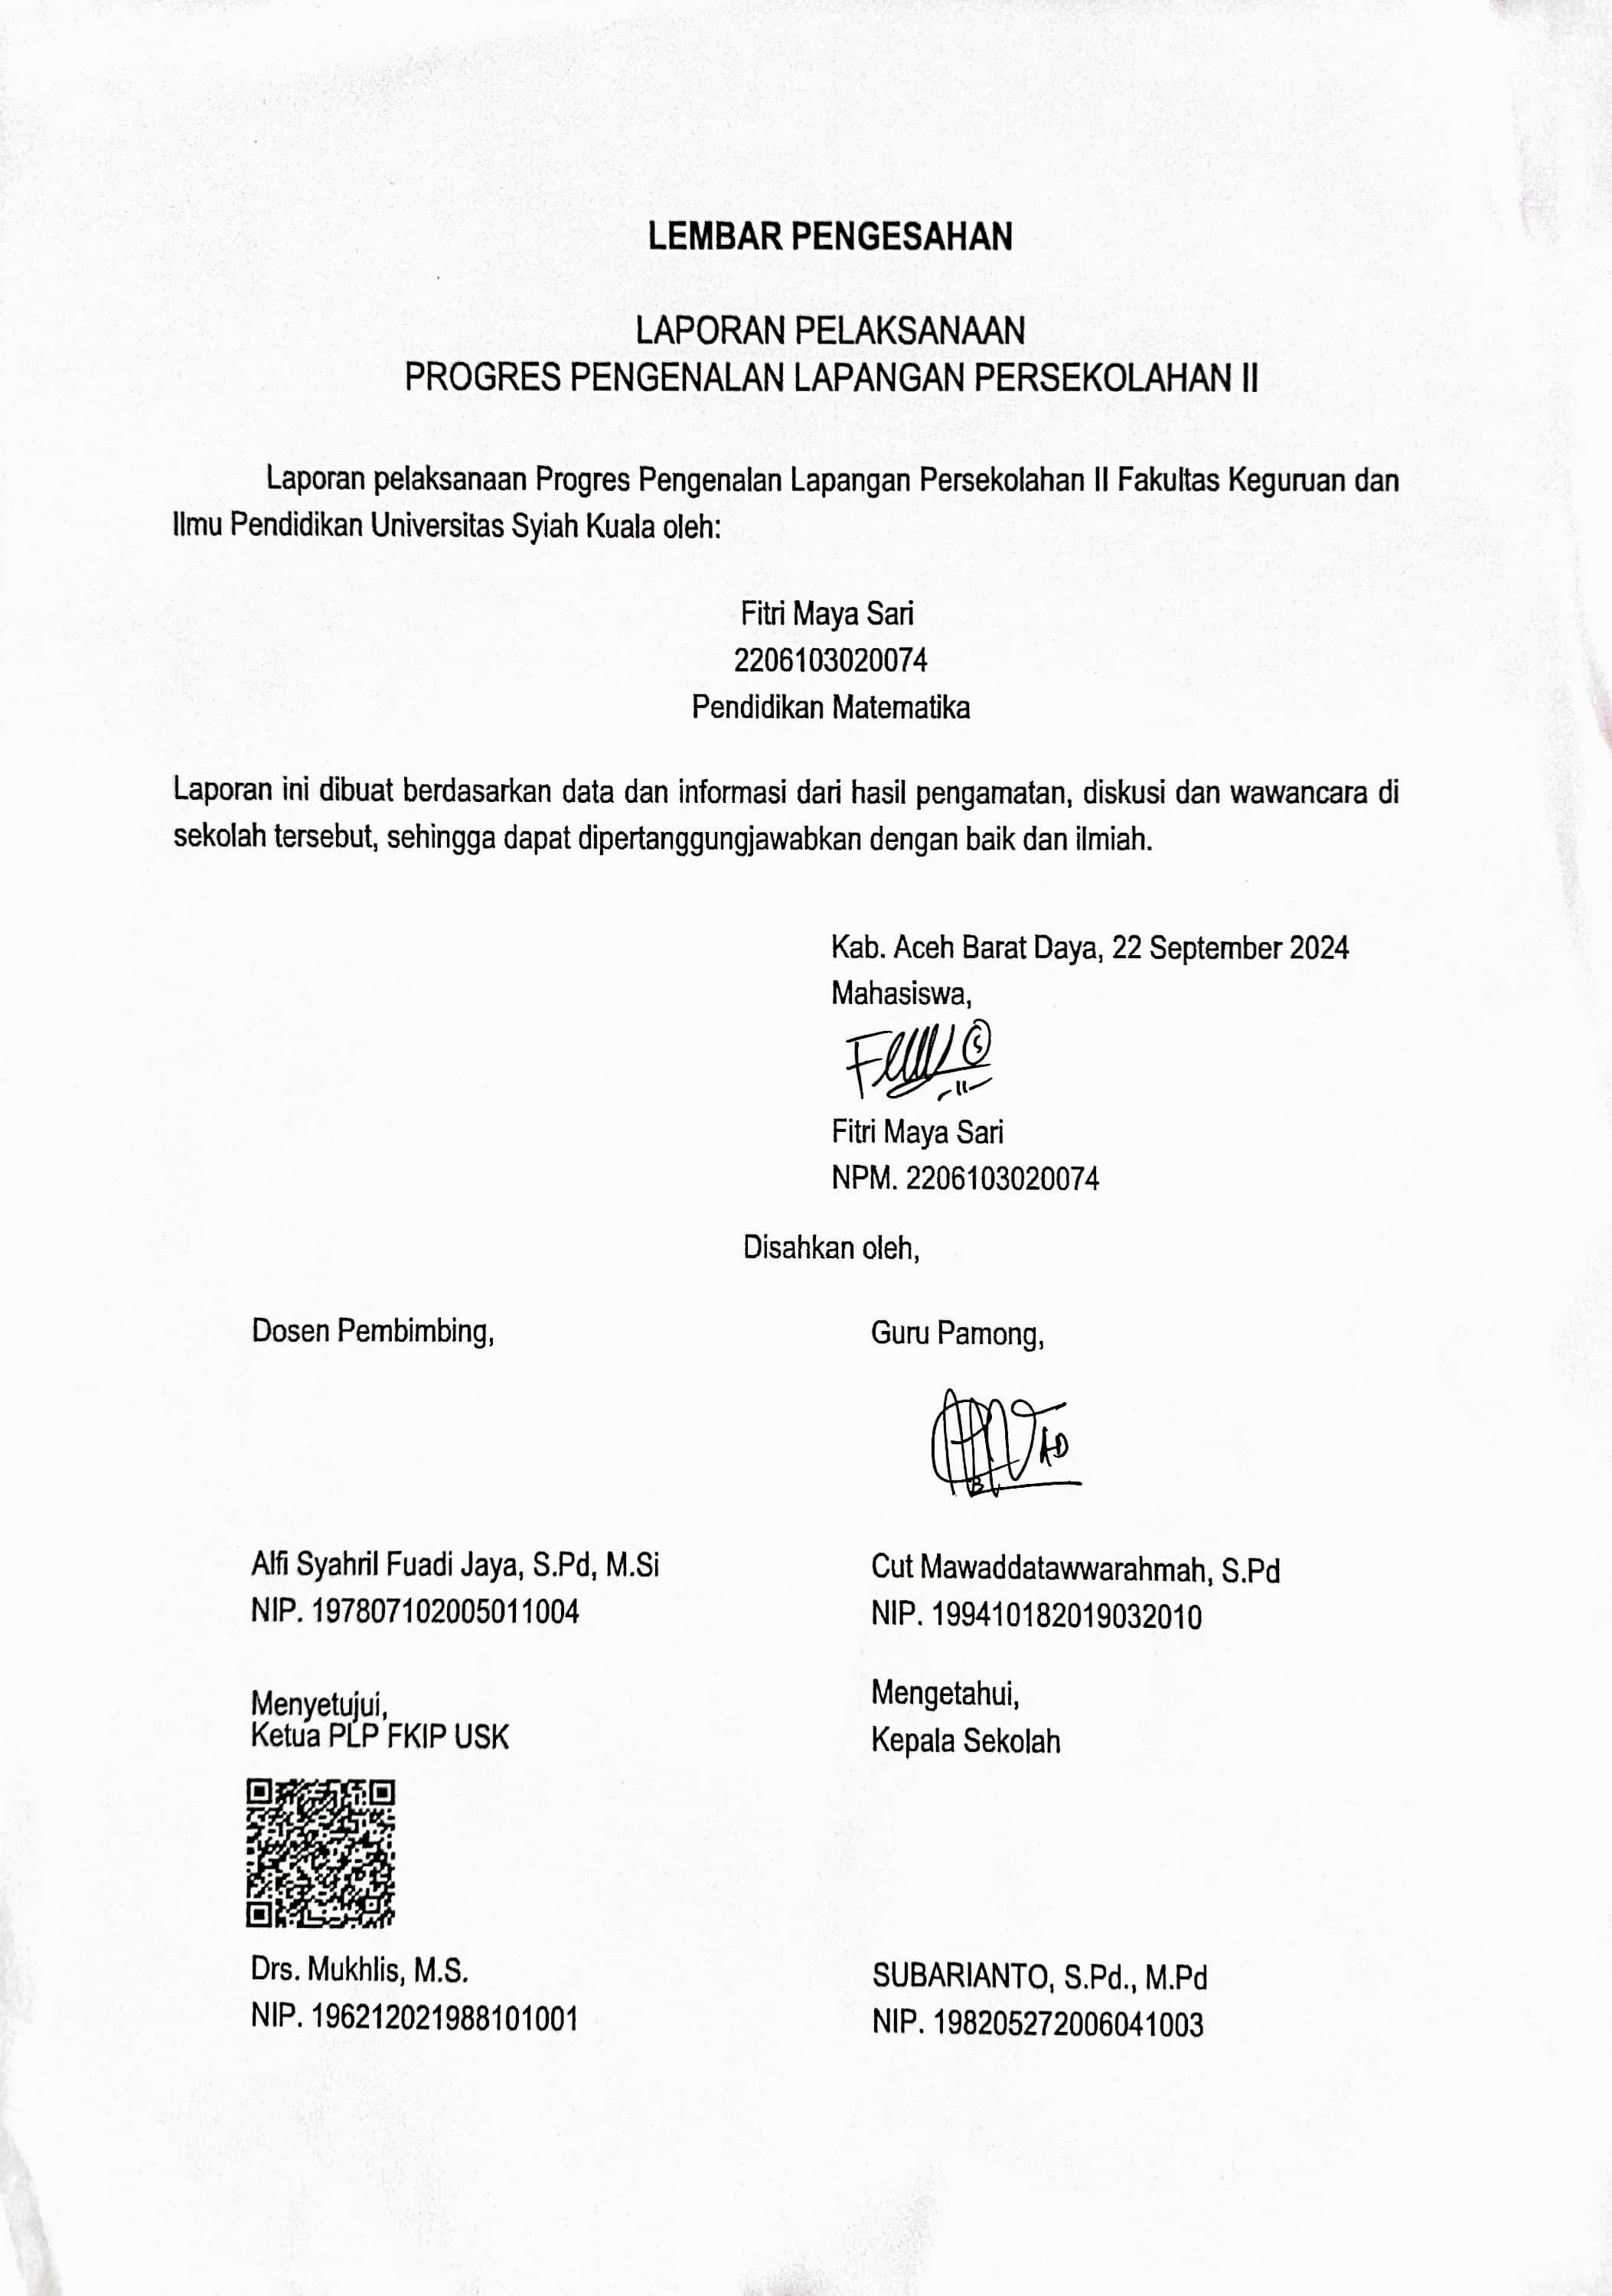 LEMBAR PENGESAHAN
LAPORAN PELAKSANAAN
PROGRES PENGENALAN LAPANGAN PERSEKOLAHAN II
Laporan pelaksanaan Progres Pengenalan Lapangan Persekolahan II Fakultas Keguruan dan
Ilmu Pendidikan Universitas Syiah Kuala oleh:
Fitri Maya Sari
2206103020074
Pendidikan Matematika
Laporan ini dibuat berdasarkan data dan informasi dari hasil pengamatan, diskusi dan wawancara di
sekolah tersebut, sehingga dapat dipertanggungjawabkan dengan baik dan ilmiah.
Kab. Aceh Barat Daya, 22 September 2024
Mahasiswa,
Fitri Maya Sari
NPM. 2206103020074
Disahkan oleh,
Dosen Pembimbing,
Guru Pamong,
Alfi Syahril Fuadi Jaya, S.Pd, M.Si
NIP. 197807102005011004
Cut Mawaddatawwarahmah, S.Pd
NIP. 199410182019032010
Menyetujui,
Ketua PLP FKIP USK
Mengetahui,
Kepala Sekolah
Drs. Mukhlis, M.S.
NIP. 196212021988101001
SUBARIANTO, S.Pd., M.Pd
NIP. 198205272006041003